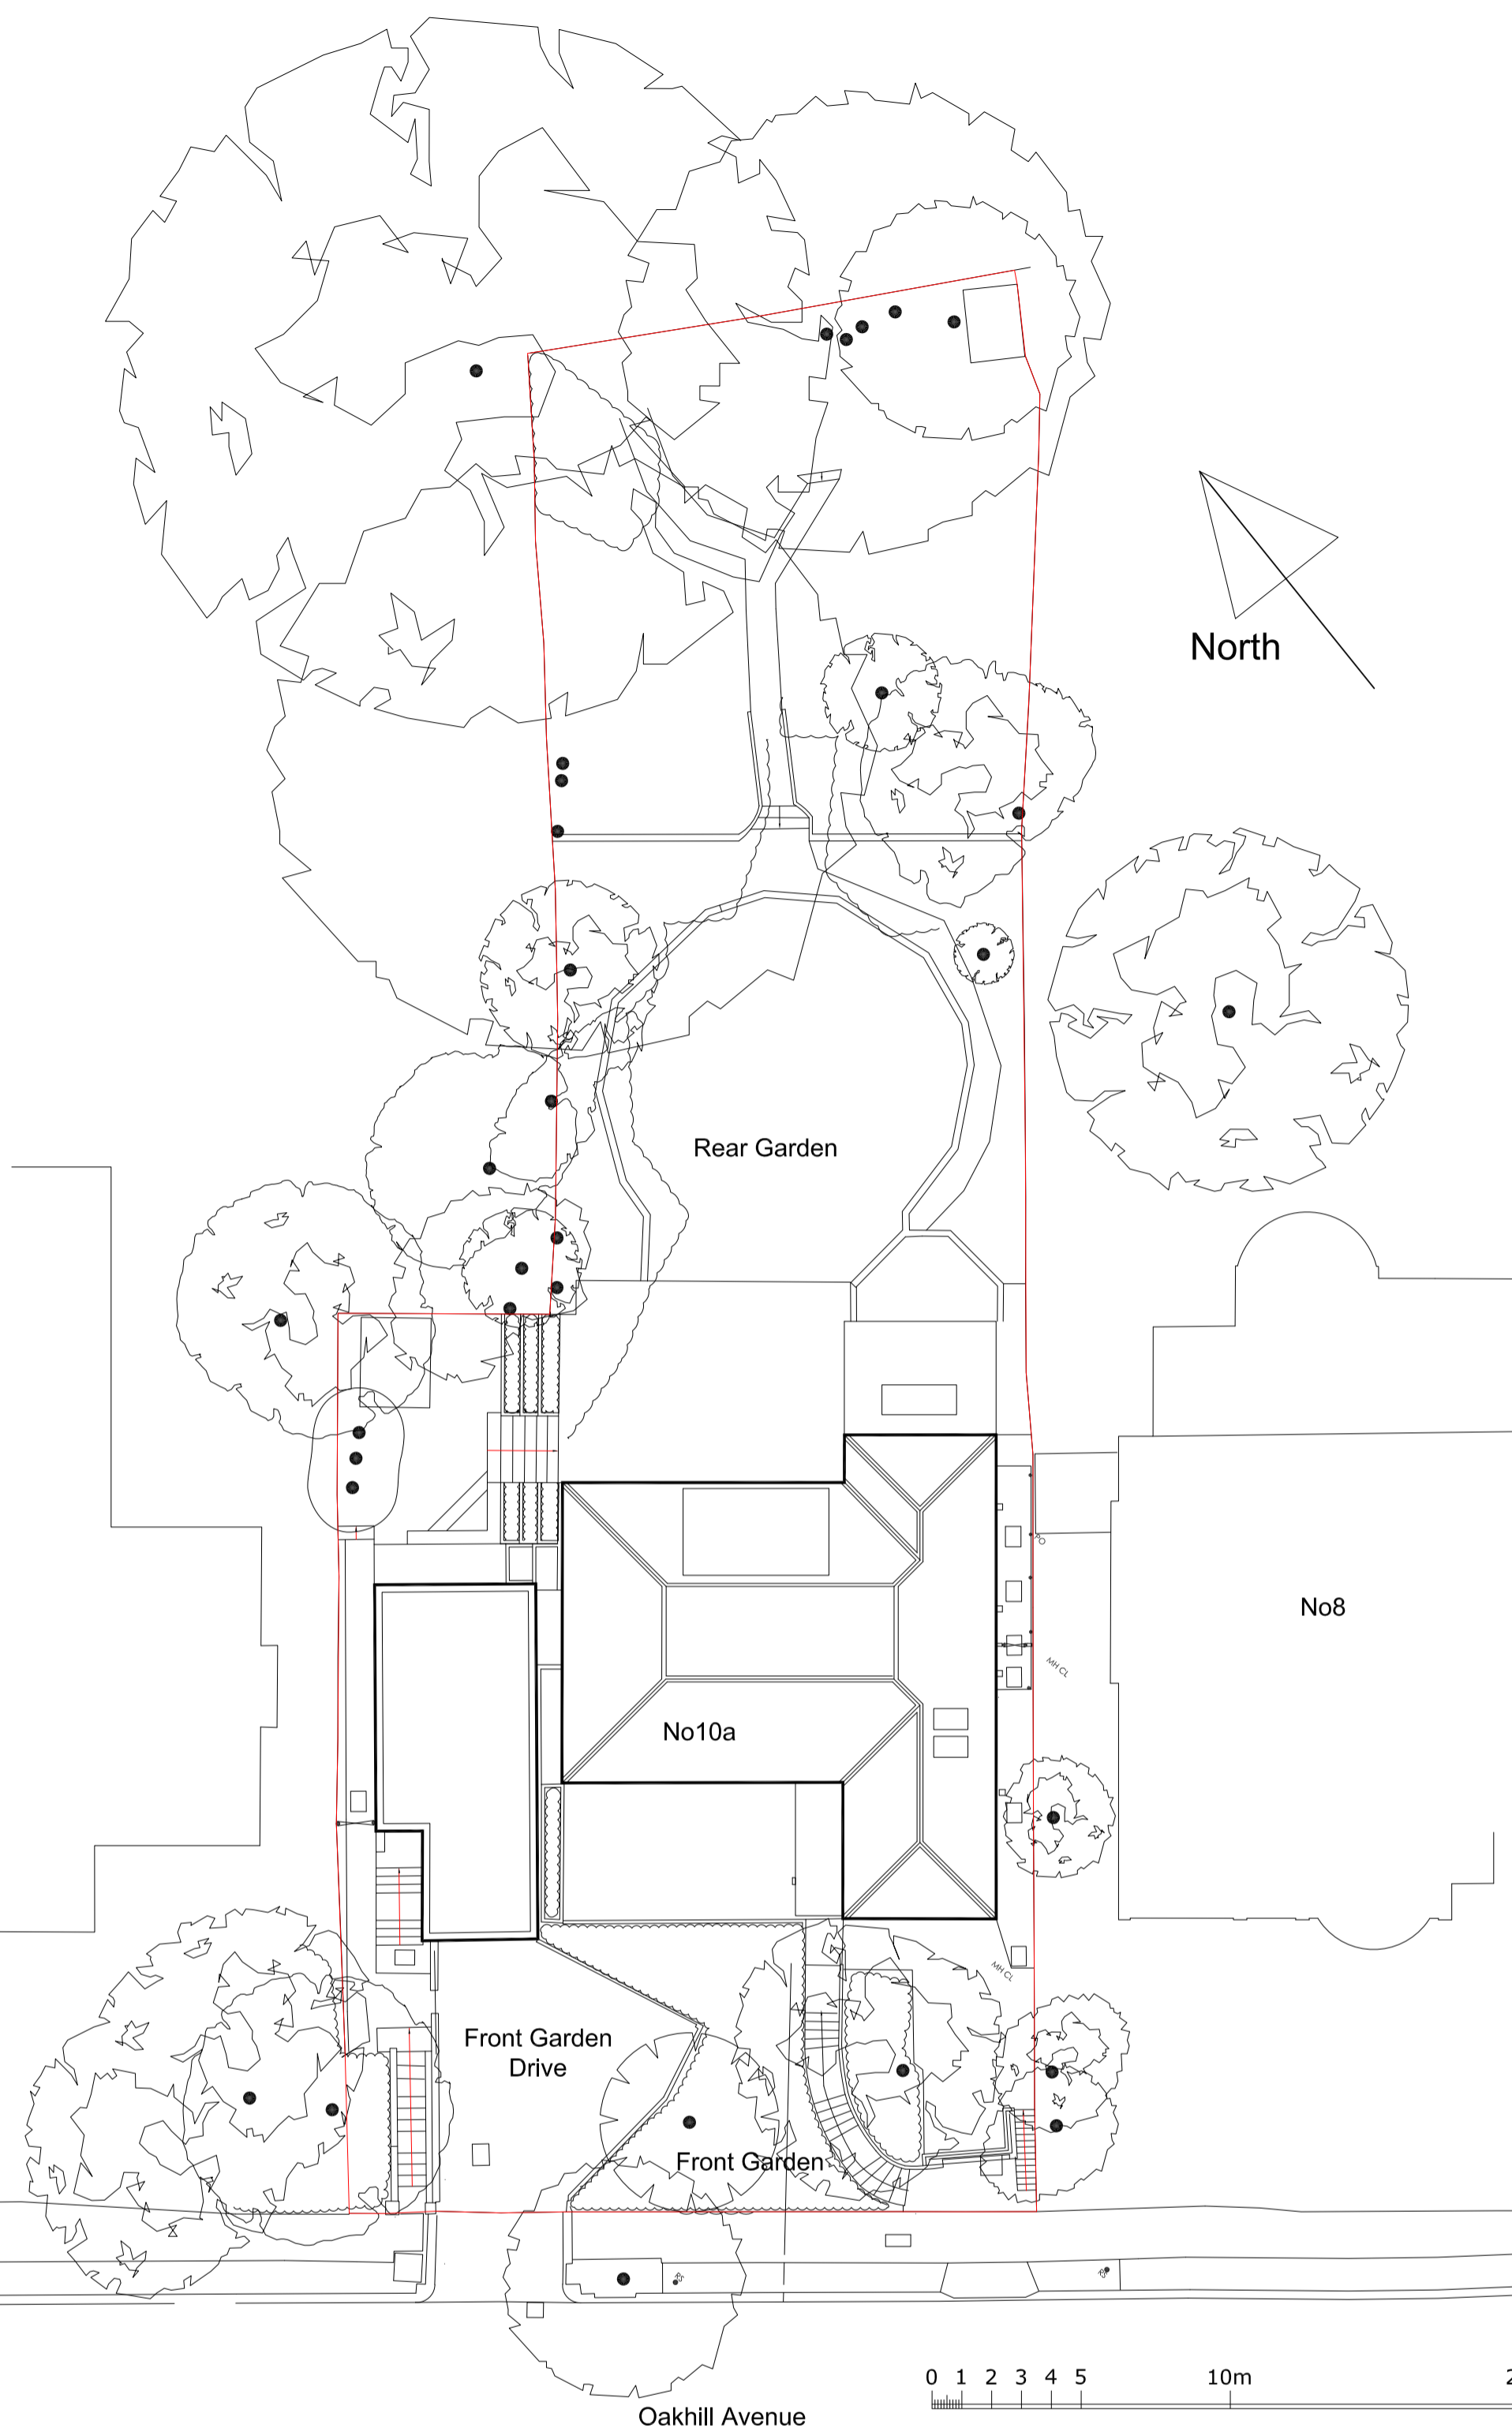 North
Rear Garden
No8
MH CL
No10a
MH CL
Front Garden
Drive
Front Garden
0 1 2 3 4 5 10m 2
Oakhill Avenue